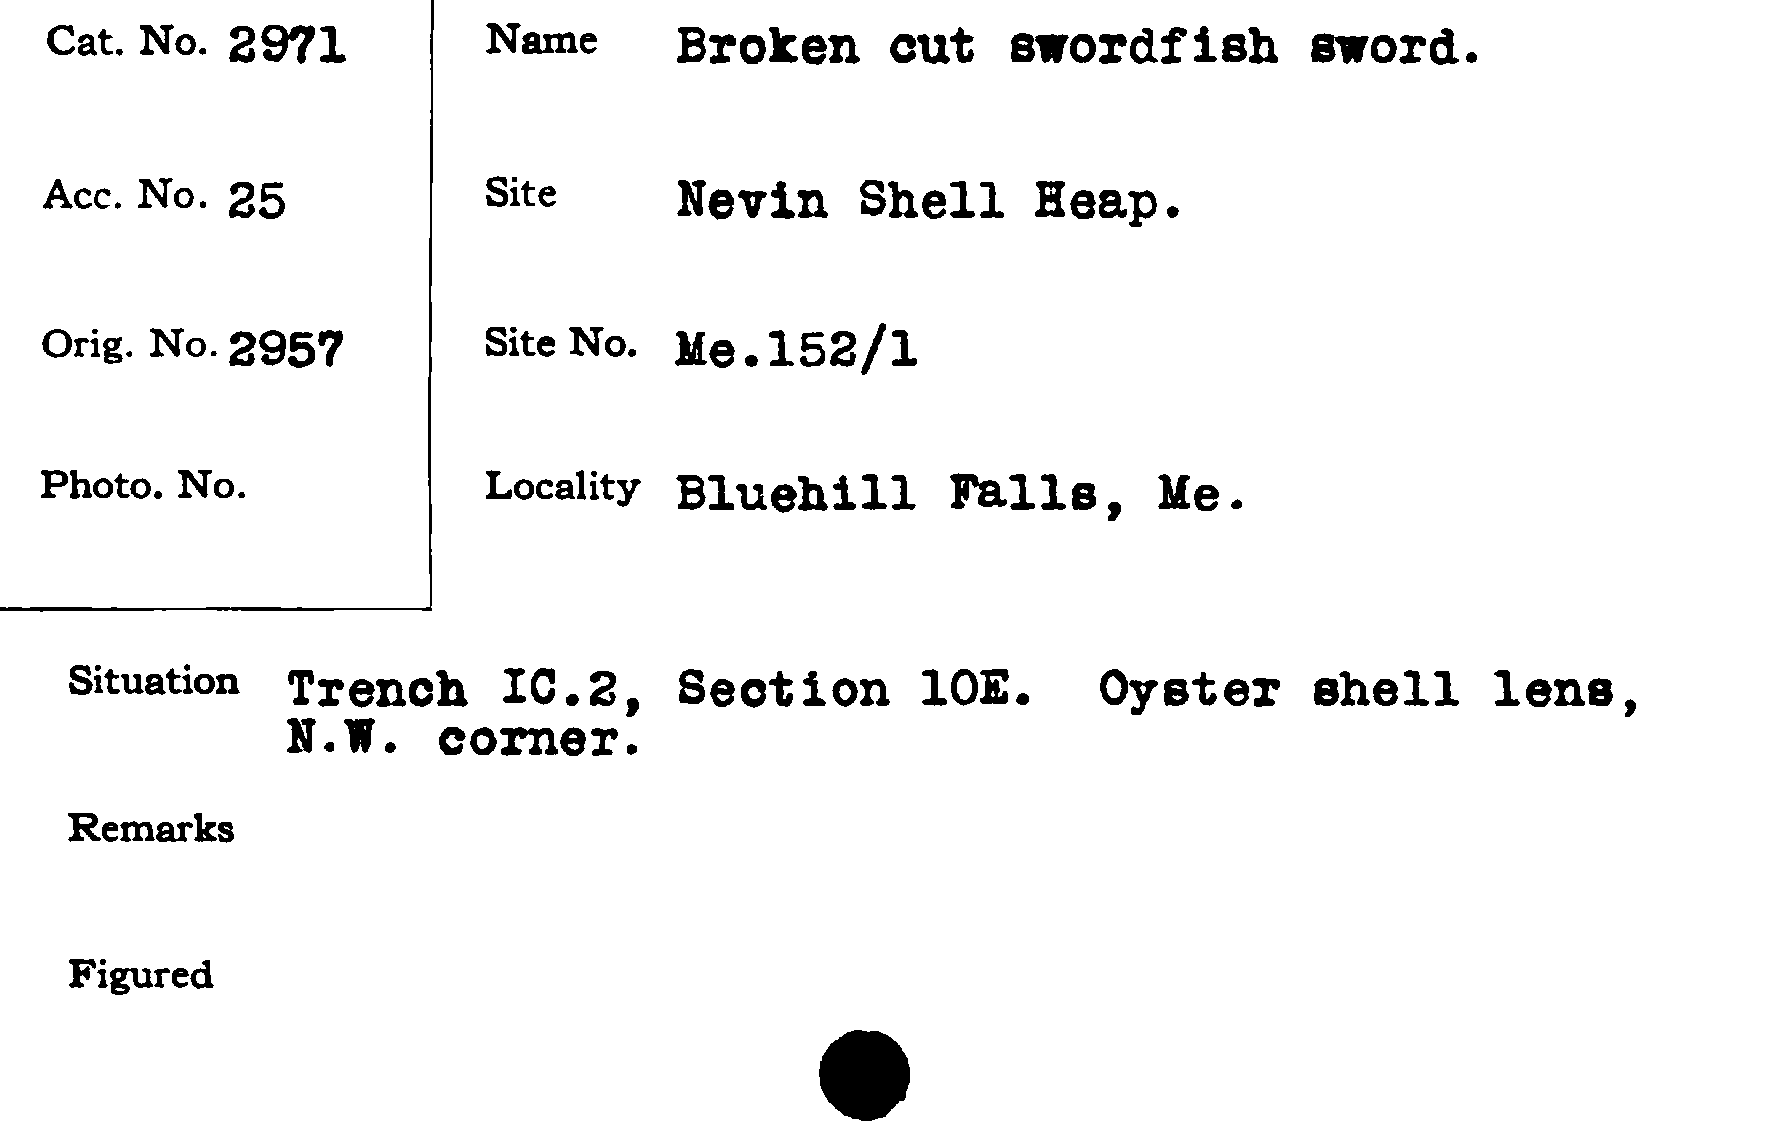 Cat. No. 2971
Name Broken cut swordfish sword.
Acc. No. 25
Site Nevin Shell Heap.
Orig. No. 2957
Site No. Me.152/1
Photo. No.
Locality Bluehill Falls, Me.
Situation Trench IC.2, Section 10E. Oyster shell lens,
N.W. corner.
Remarks
Figured